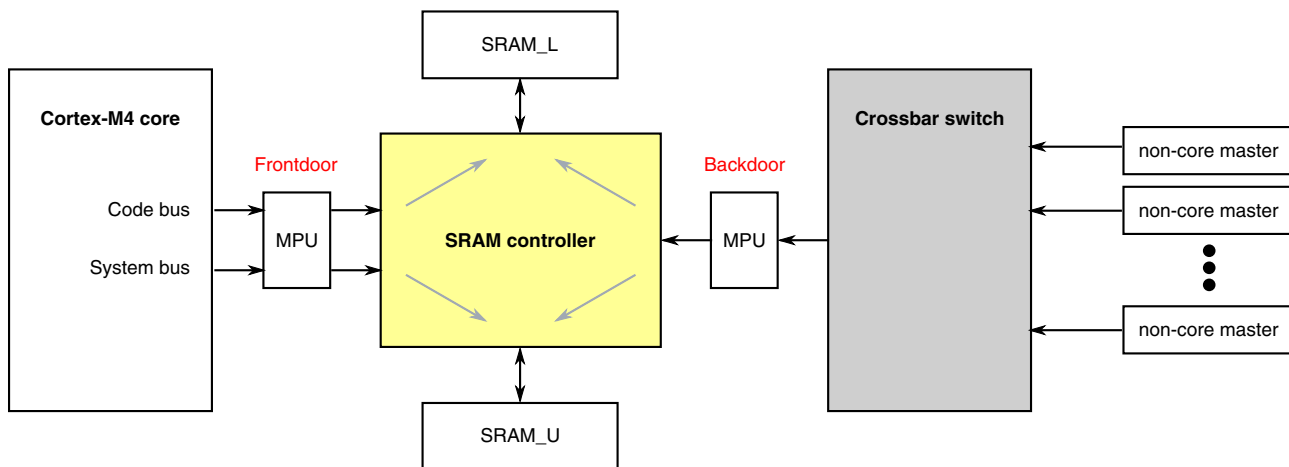 SRAM_L
Cortex-M4 core
Crossbar switch
Frontdoor
Backdoor
non-core master
Code bus
MPU
SRAM controller
MPU
non-core master
System bus
non-core master
SRAM_U